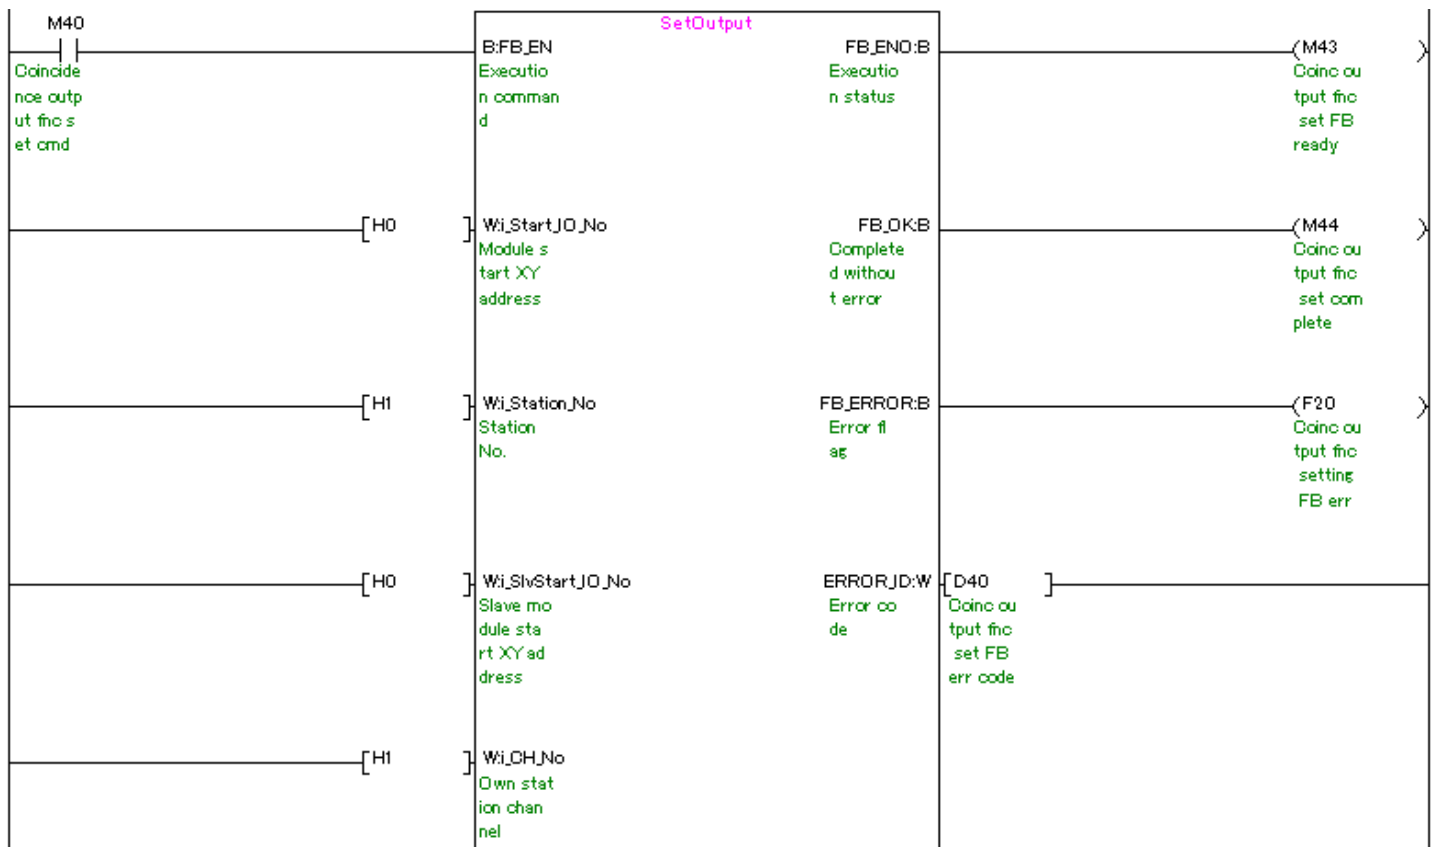 M40
SetOutput
B:FB_EN
FB_ENO:B
(M43 )
Coincide
nce outp
ut fnc s
et cmd
Executio
n comman
d
Executio
n status
Coinc ou
tput fnc
set FB
ready
[H0 ]
W:i_Start_IO_No
FB_OK:B
(M44 )
Module s
tart XY
address
Complete
d withou
t error
Coinc ou
tput fnc
set com
plete
[H1 ]
W:i_Station_No
FB_ERROR:B
(F20 )
Station
No.
Error fl
ag
Coinc ou
tput fnc
setting
FB err
[H0 ]
W:i_SlvStart_IO_No
ERROR_ID:W
[D40 ]
Slave mo
dule sta
rt XY ad
dress
Error co
de
Coinc ou
tput fnc
set FB
err code
[H1 ]
W:i_CH_No
Own stat
ion chan
nel